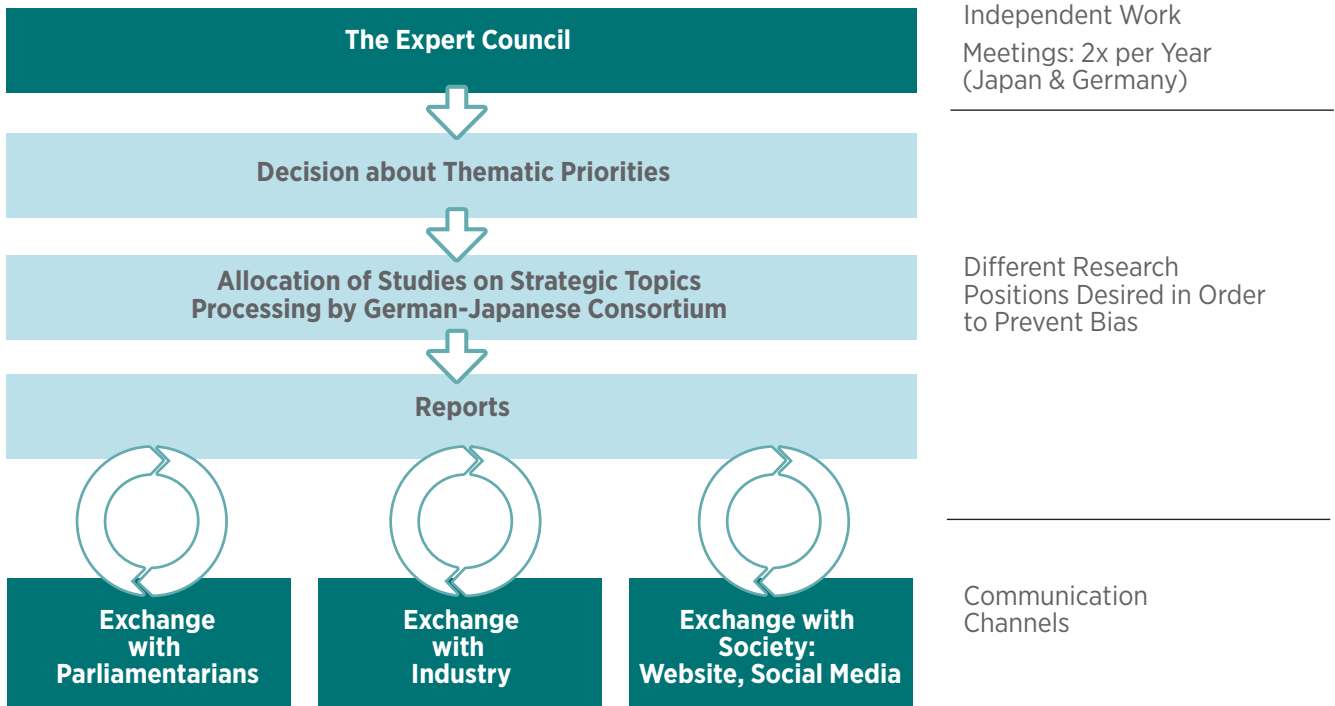 The Expert Council
Independent Work
Meetings: 2x per Year
(Japan & Germany)
Decision about Thematic Priorities
Allocation of Studies on Strategic Topics
Processing by German-Japanese Consortium
Different Research
Positions Desired in Order
to Prevent Bias
Reports
Exchange
with
Parliamentarians
Exchange
with
Industry
Exchange with
Society:
Website, Social Media
Communication
Channels